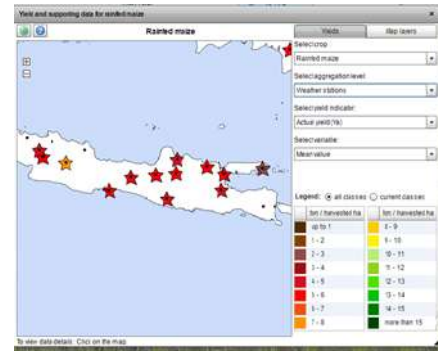 Yield and supporting data for rainfed maize
Rainfed maize
Yields
Map layers
Select crop
Rainfed maize
Select aggregation level
Weather stations
Select yield indicator:
Actual yield (Ya)
Select variable:
Mean value
Legend: all classes current classes
ton / harvested ha
ton / harvested ha
up to 1
8 - 9
1 - 2
9 - 10
2 - 3
10 - 11
3 - 4
11 - 12
4 - 5
12 - 13
5 - 6
13 - 14
6 - 7
14 - 15
7 - 8
more than 15
To view data details: Click on the map.